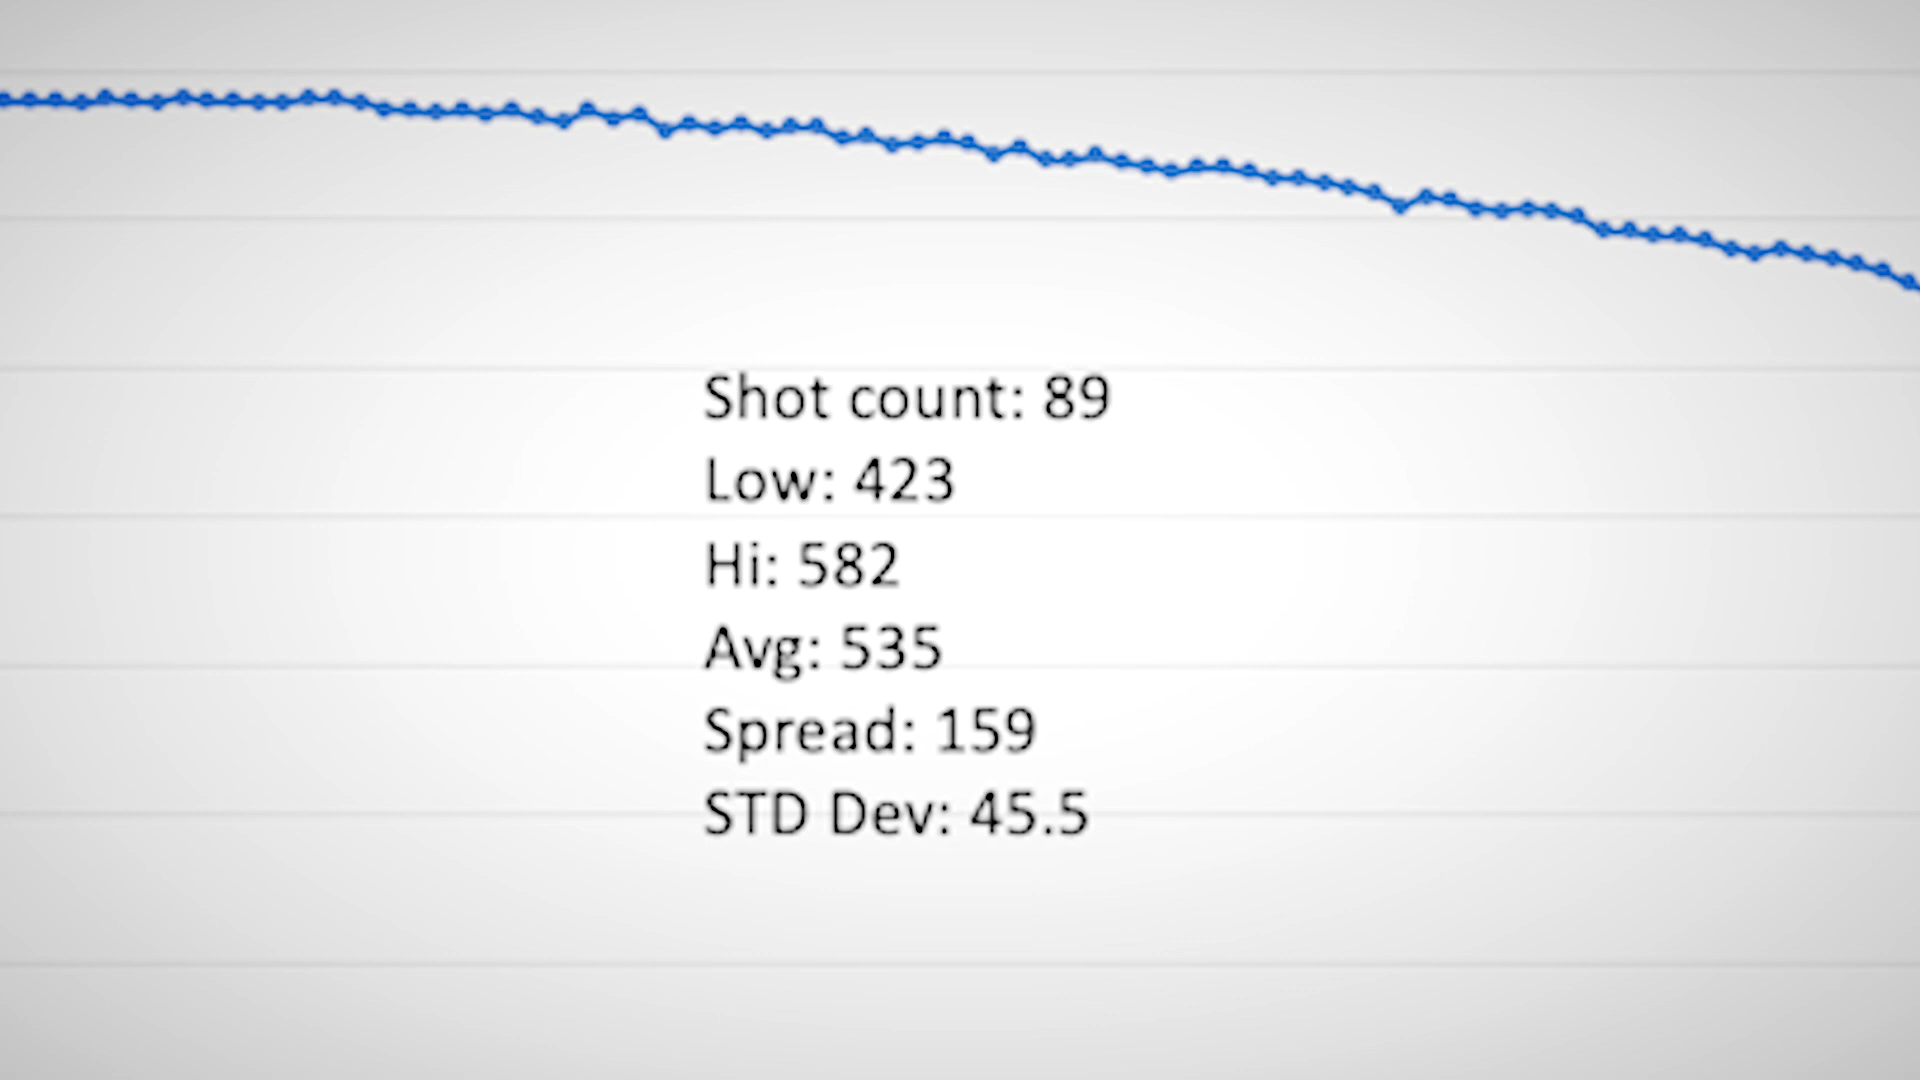 Shot count: 89
Low: 423
Hi: 582
Avg: 535
Spread: 159
STD Dev: 45.5